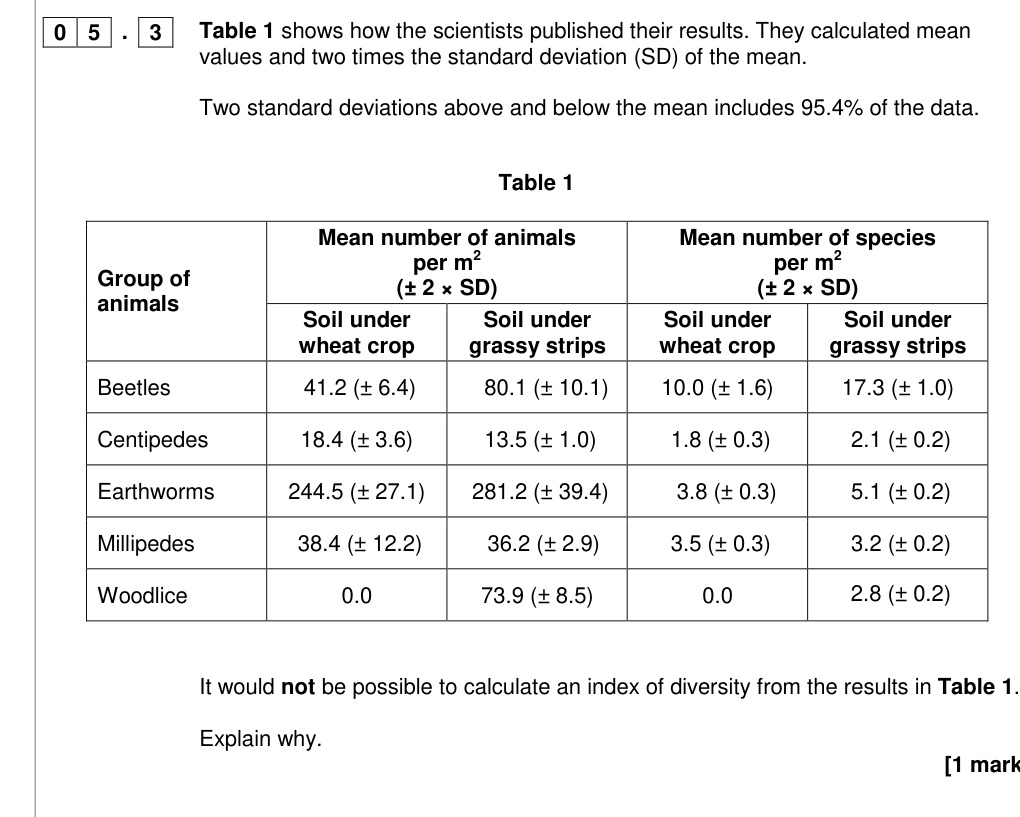 0 5 . 3 Table 1 shows how the scientists published their results. They calculated mean
values and two times the standard deviation (SD) of the mean.
Two standard deviations above and below the mean includes 95.4% of the data.
Table 1
Group of animals
Mean number of animals per m² (± 2 × SD)
Mean number of species per m² (± 2 × SD)
Soil under wheat crop
Soil under grassy strips
Soil under wheat crop
Soil under grassy strips
Beetles 41.2 (± 6.4) 80.1 (± 10.1) 10.0 (± 1.6) 17.3 (± 1.0)
Centipedes 18.4 (± 3.6) 13.5 (± 1.0) 1.8 (± 0.3) 2.1 (± 0.2)
Earthworms 244.5 (± 27.1) 281.2 (± 39.4) 3.8 (± 0.3) 5.1 (± 0.2)
Millipedes 38.4 (± 12.2) 36.2 (± 2.9) 3.5 (± 0.3) 3.2 (± 0.2)
Woodlice 0.0 73.9 (± 8.5) 0.0 2.8 (± 0.2)
It would not be possible to calculate an index of diversity from the results in Table 1.
Explain why.
[1 mark